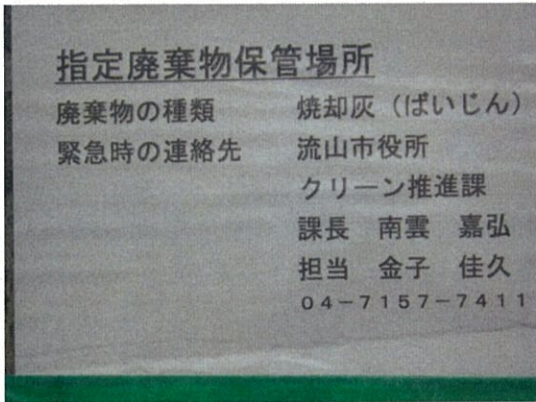 指定廃棄物保管場所
廃棄物の種類 焼却灰（ばいじん）
緊急時の連絡先 流山市役所
クリーン推進課
課長 南雲 嘉弘
担当 金子 佳久
04－7157－7411